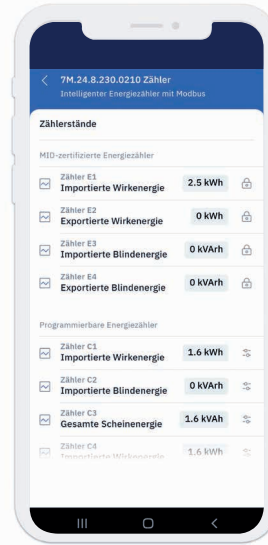 7M.24.8.230.0210 Zähler
Intelligenter Energiezähler mit Modbus
Zählerstände
MID-zertifizierte Energiezähler
Zähler E1
Importierte Wirkenergie
2.5 kWh
Zähler E2
Exportierte Wirkenergie
0 kWh
Zähler E3
Importierte Blindenergie
0 kVArh
Zähler E4
Exportierte Blindenergie
0 kVArh
Programmierbare Energiezähler
Zähler C1
Importierte Wirkenergie
1.6 kWh
Zähler C2
Importierte Blindenergie
0 kVArh
Zähler C3
Gesamte Scheinenergie
1.6 kVAh
Zähler C4
Importierte Wirkenergie
1.6 kWh